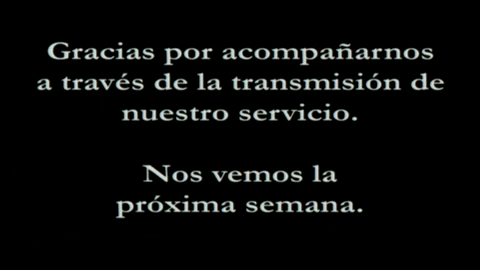 Gracias por acompañarnos
a través de la transmisión de
nuestro servicio.
Nos vemos la
próxima semana.